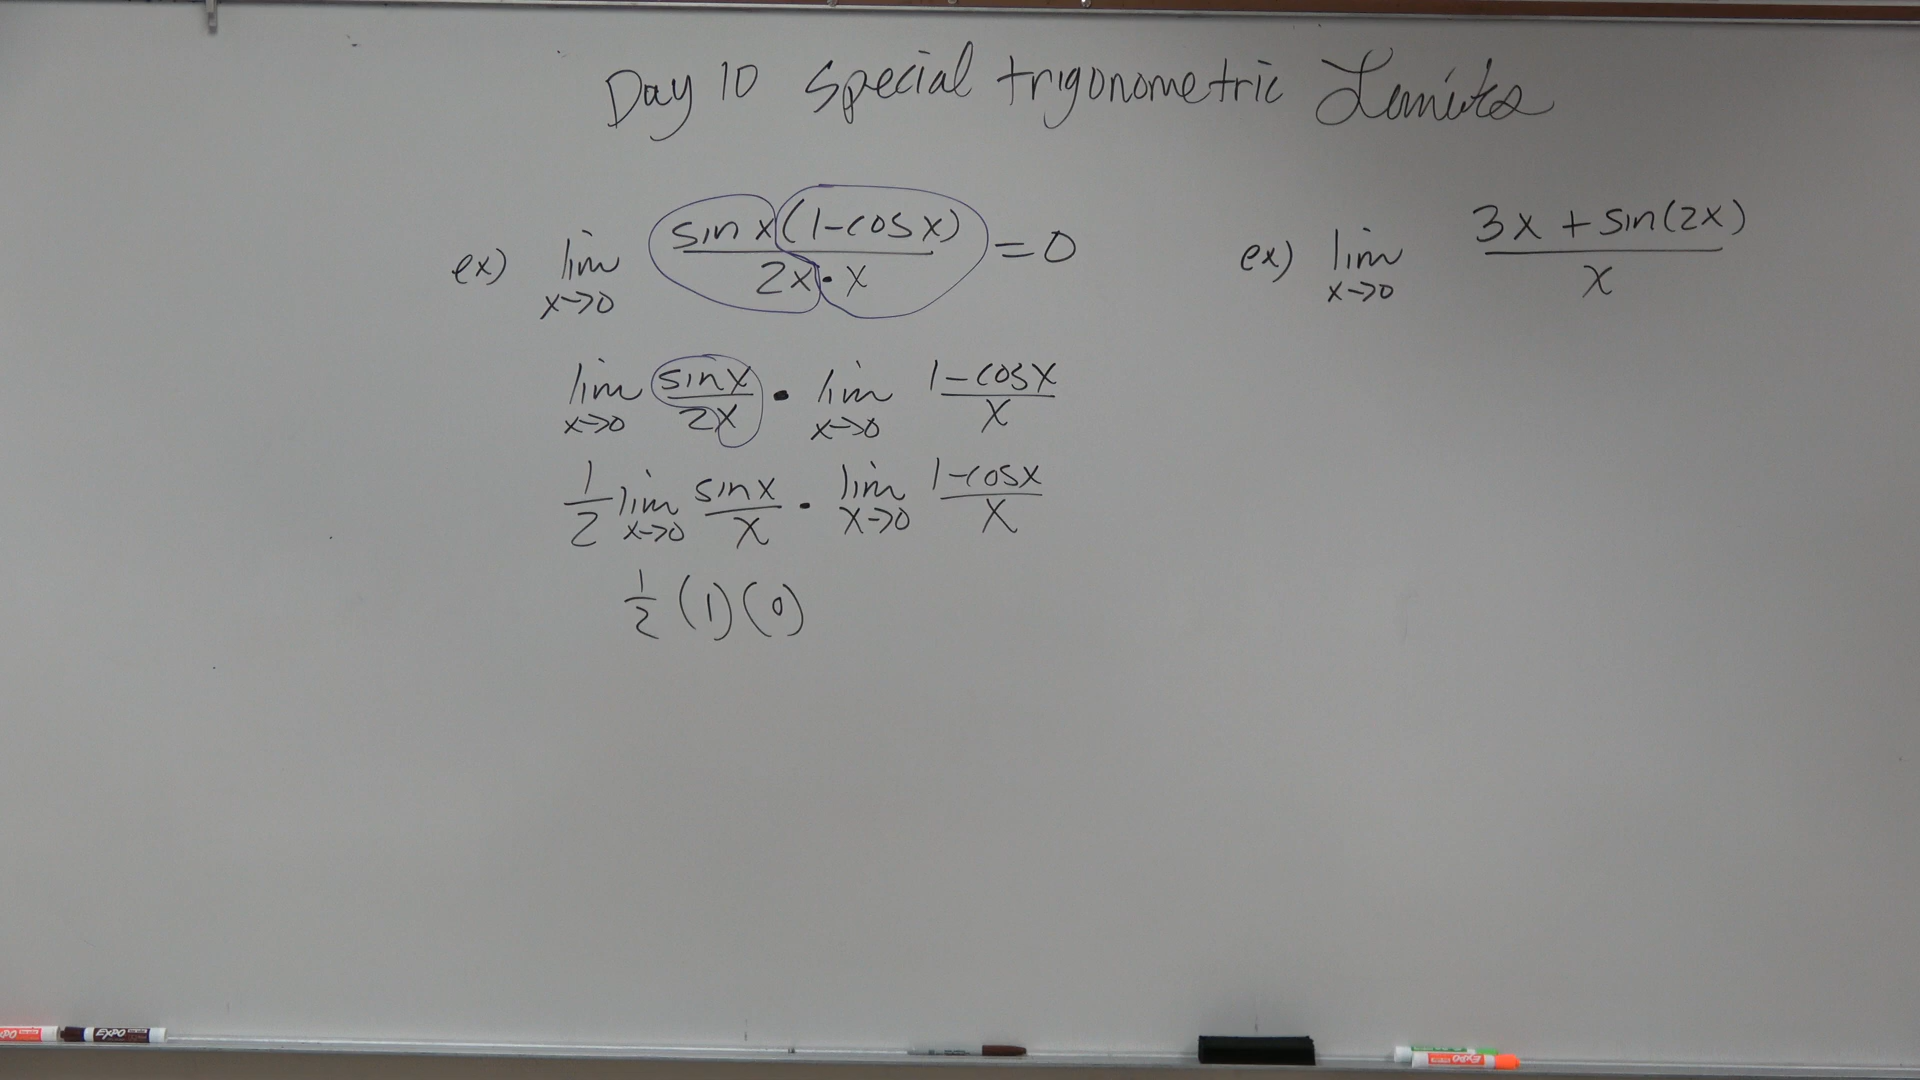 Day 10 Special trigonometric Limits
ex) lim x→0 sin x (1-cos x) / 2x • x = 0
lim x→0 sin x / 2x • lim x→0 1-cos x / x
1/2 lim x→0 sin x / x • lim x→0 1-cos x / x
1/2 (1)(0)
ex) lim x→0 3x + sin(2x) / x
EXPO
EXPO